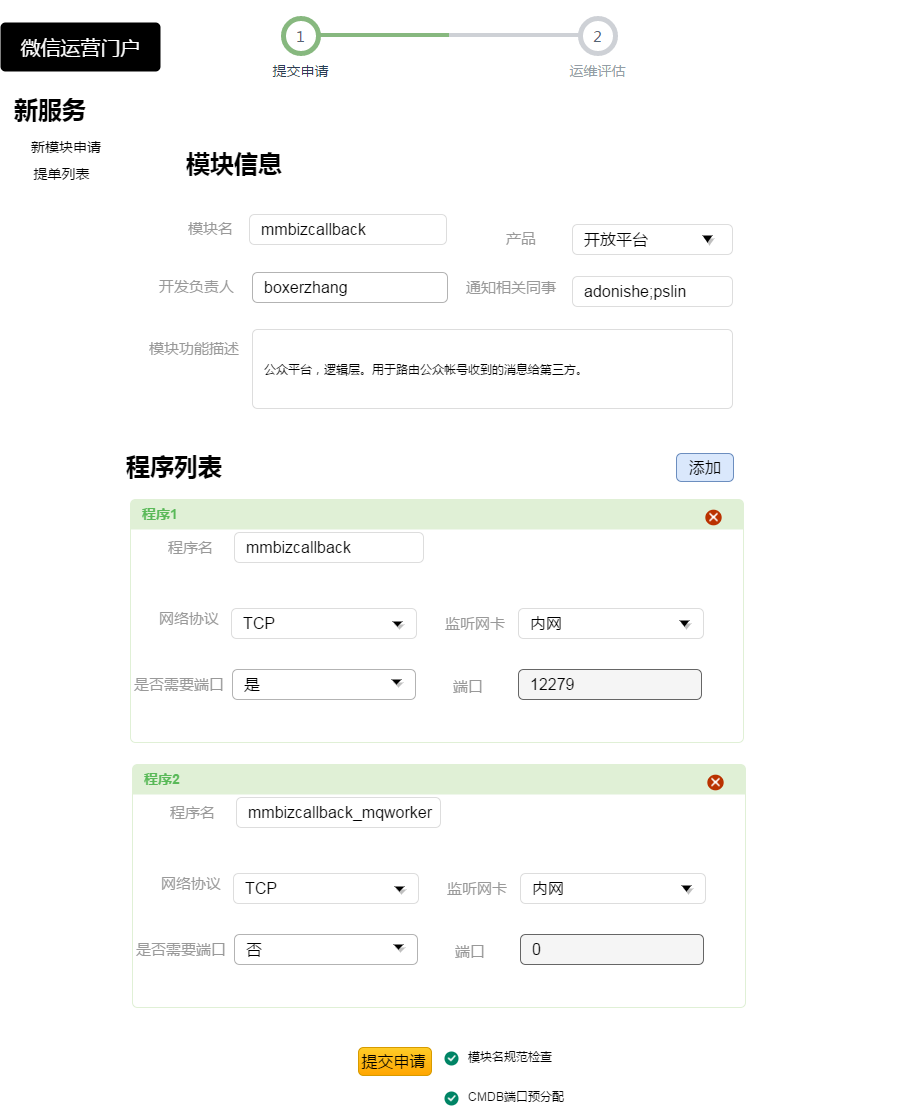 微信运营门户
1
2
提交申请
运维评估
新服务
新模块申请
提单列表
模块信息
模块名 mmbizcallback
产品 开放平台
开发负责人 boxerzhang
通知相关同事 adonishe;pslin
模块功能描述
公众平台，逻辑层。用于路由公众帐号收到的消息给第三方。
程序列表
添加
程序1
程序名 mmbizcallback
网络协议 TCP
监听网卡 内网
是否需要端口 是
端口 12279
程序2
程序名 mmbizcallback_mqworker
网络协议 TCP
监听网卡 内网
是否需要端口 否
端口 0
提交申请
模块名规范检查
CMDB端口预分配